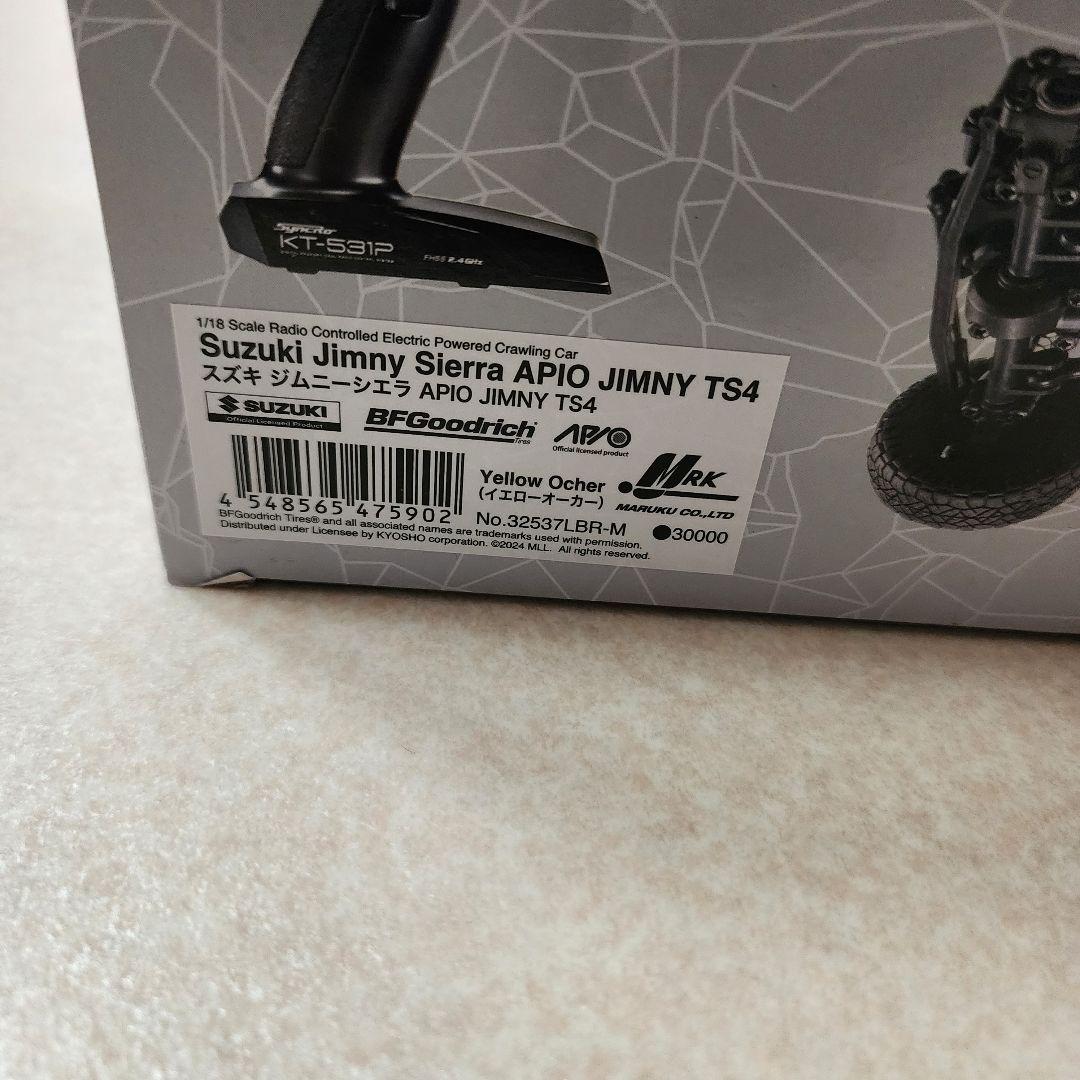 Syncro
KT-531P
FHSS 2.4GHz
1/18 Scale Radio Controlled Electric Powered Crawling Car
Suzuki Jimny Sierra APIO JIMNY TS4
スズキ ジムニーシエラ APIO JIMNY TS4
SUZUKI
Official Licensed Product
BFGoodrich
Tires
APIO
Official licensed product
Yellow Ocher
(イエローオーカー)
MRK
MARUKU CO.,LTD
4 548565 475902
No.32537LBR-M
●30000
BFGoodrich Tires® and all associated names are trademarks used with permission.
Distributed under Licensee by KYOSHO corporation. ©2024 MLL. All rights reserved.